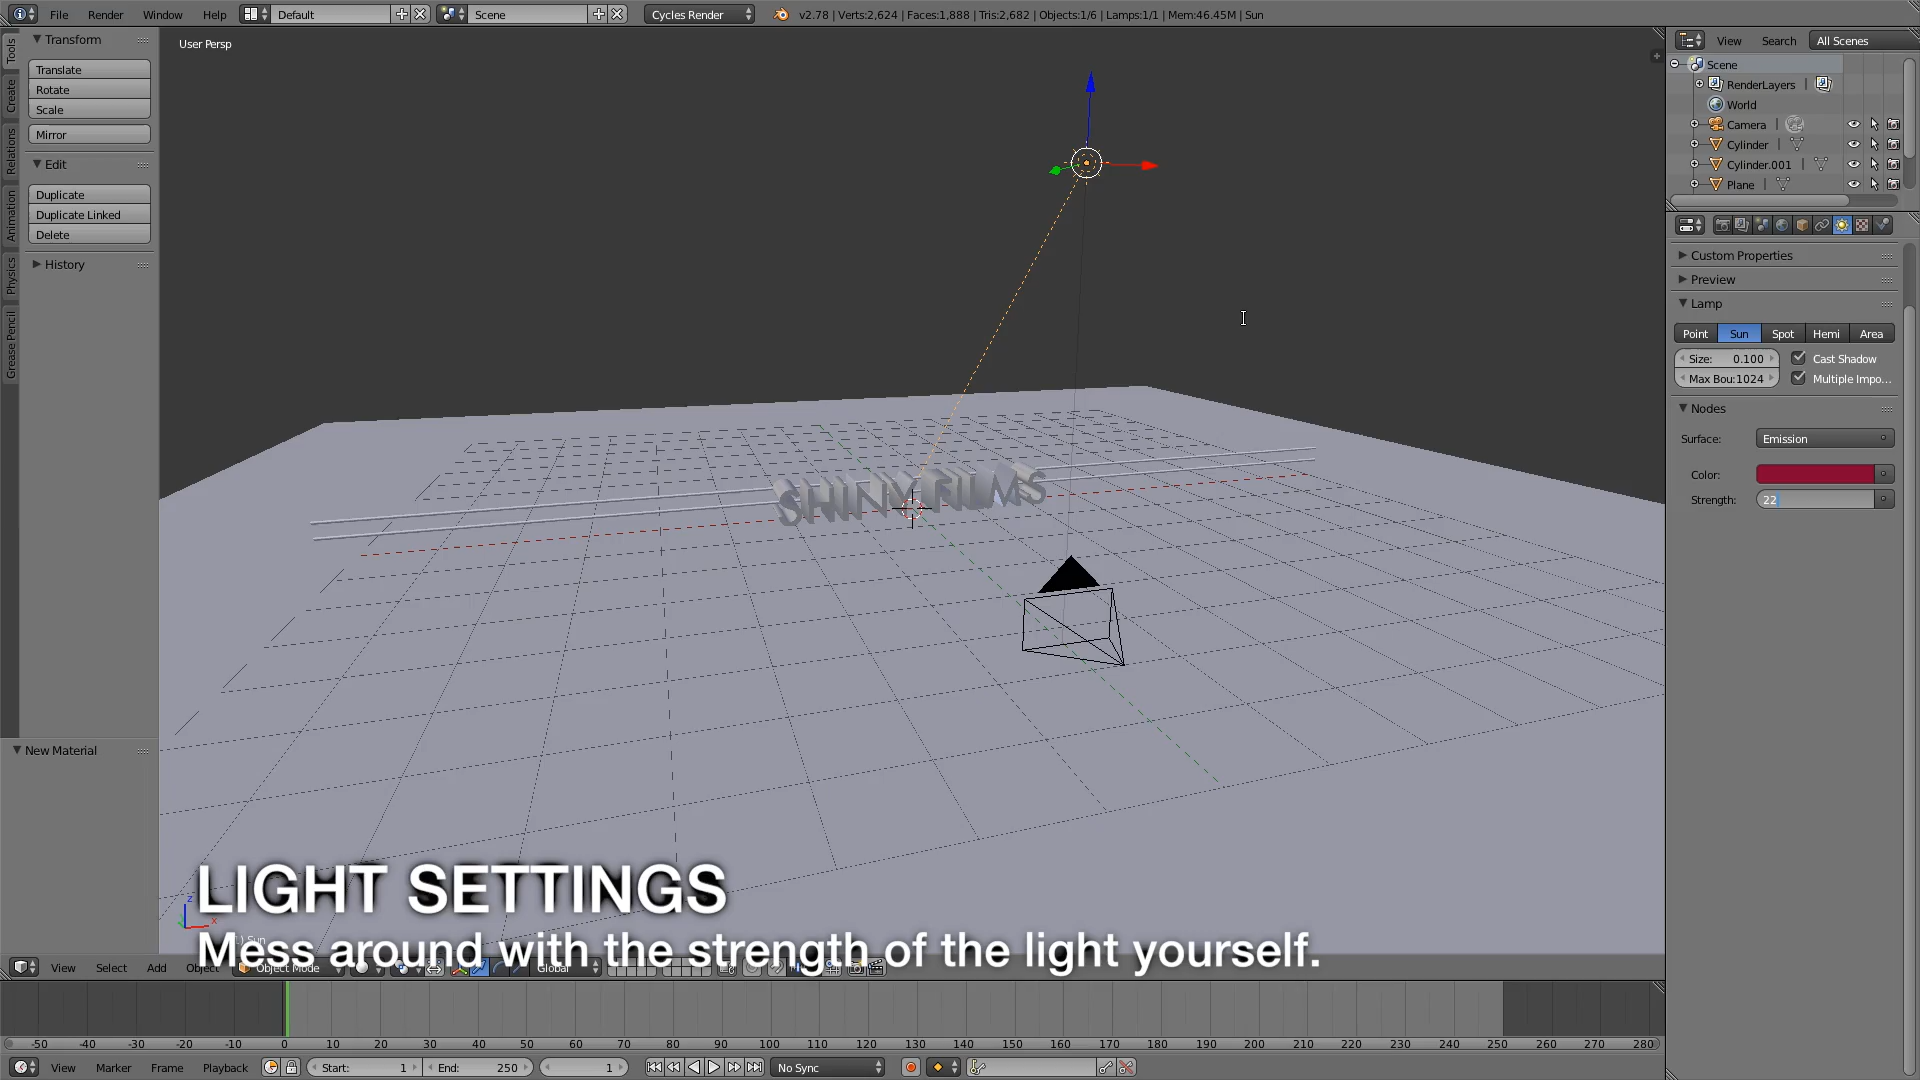 File Render Window Help Default Scene Cycles Render v2.78 | Verts:2,624 | Faces:1,888 | Tris:2,682 | Objects:1/6 | Lamps:1/1 | Mem:46.45M | Sun
Tools
Create
Relations
Animation
Physics
Grease Pencil
Transform
Translate
Rotate
Scale
Mirror
Edit
Duplicate
Duplicate Linked
Delete
History
New Material
User Persp
SHINY FILMS
z
x
Sun
LIGHT SETTINGS
Mess around with the strength of the light yourself.
View Select Add Object Object Mode Global
View Search All Scenes
Scene
RenderLayers
World
Camera
Cylinder
Cylinder.001
Plane
Custom Properties
Preview
Lamp
Point Sun Spot Hemi Area
Size: 0.100 Cast Shadow
Max Bou:1024 Multiple Impo...
Nodes
Surface: Emission
Color:
Strength: 22
-50 -40 -30 -20 -10 0 10 20 30 40 50 60 70 80 90 100 110 120 130 140 150 160 170 180 190 200 210 220 230 240 250 260 270 280
View Marker Frame Playback Start: 1 End: 250 1 No Sync